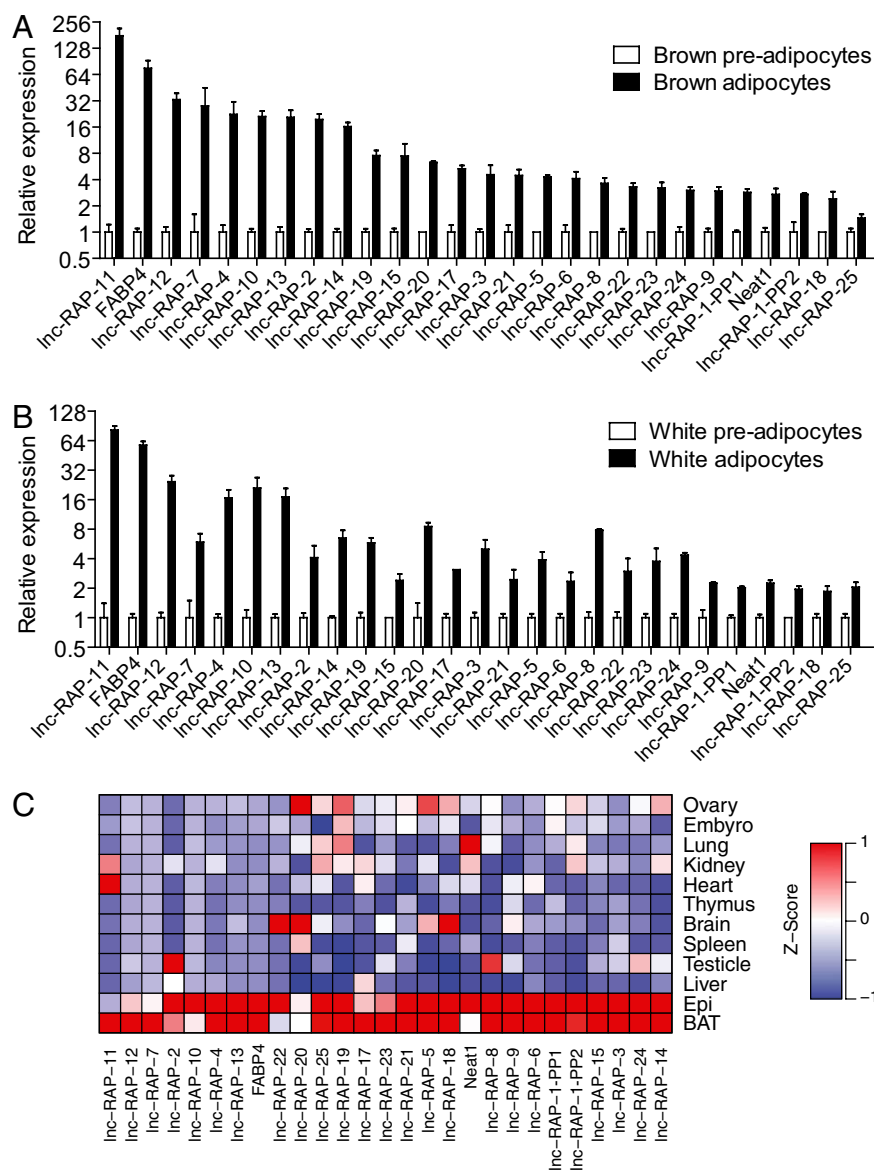 A
Relative expression
256
128
64
32
16
8
4
2
1
0.5
Brown pre-adipocytes
Brown adipocytes
lnc-RAP-11
FABP4
lnc-RAP-12
lnc-RAP-7
lnc-RAP-4
lnc-RAP-10
lnc-RAP-13
lnc-RAP-2
lnc-RAP-14
lnc-RAP-19
lnc-RAP-15
lnc-RAP-20
lnc-RAP-17
lnc-RAP-3
lnc-RAP-21
lnc-RAP-5
lnc-RAP-6
lnc-RAP-8
lnc-RAP-22
lnc-RAP-23
lnc-RAP-24
lnc-RAP-9
lnc-RAP-1-PP1
Neat1
lnc-RAP-1-PP2
lnc-RAP-18
lnc-RAP-25
B
Relative expression
128
64
32
16
8
4
2
1
0.5
White pre-adipocytes
White adipocytes
lnc-RAP-11
FABP4
lnc-RAP-12
lnc-RAP-7
lnc-RAP-4
lnc-RAP-10
lnc-RAP-13
lnc-RAP-2
lnc-RAP-14
lnc-RAP-19
lnc-RAP-15
lnc-RAP-20
lnc-RAP-17
lnc-RAP-3
lnc-RAP-21
lnc-RAP-5
lnc-RAP-6
lnc-RAP-8
lnc-RAP-22
lnc-RAP-23
lnc-RAP-24
lnc-RAP-9
lnc-RAP-1-PP1
Neat1
lnc-RAP-1-PP2
lnc-RAP-18
lnc-RAP-25
C
Ovary
Embyro
Lung
Kidney
Heart
Thymus
Brain
Spleen
Testicle
Liver
Epi
BAT
Z-Score
1
0
-1
lnc-RAP-11
lnc-RAP-12
lnc-RAP-7
lnc-RAP-2
lnc-RAP-10
lnc-RAP-4
lnc-RAP-13
FABP4
lnc-RAP-22
lnc-RAP-20
lnc-RAP-25
lnc-RAP-19
lnc-RAP-17
lnc-RAP-23
lnc-RAP-21
lnc-RAP-5
lnc-RAP-18
Neat1
lnc-RAP-8
lnc-RAP-9
lnc-RAP-6
lnc-RAP-1-PP1
lnc-RAP-1-PP2
lnc-RAP-15
lnc-RAP-3
lnc-RAP-24
lnc-RAP-14